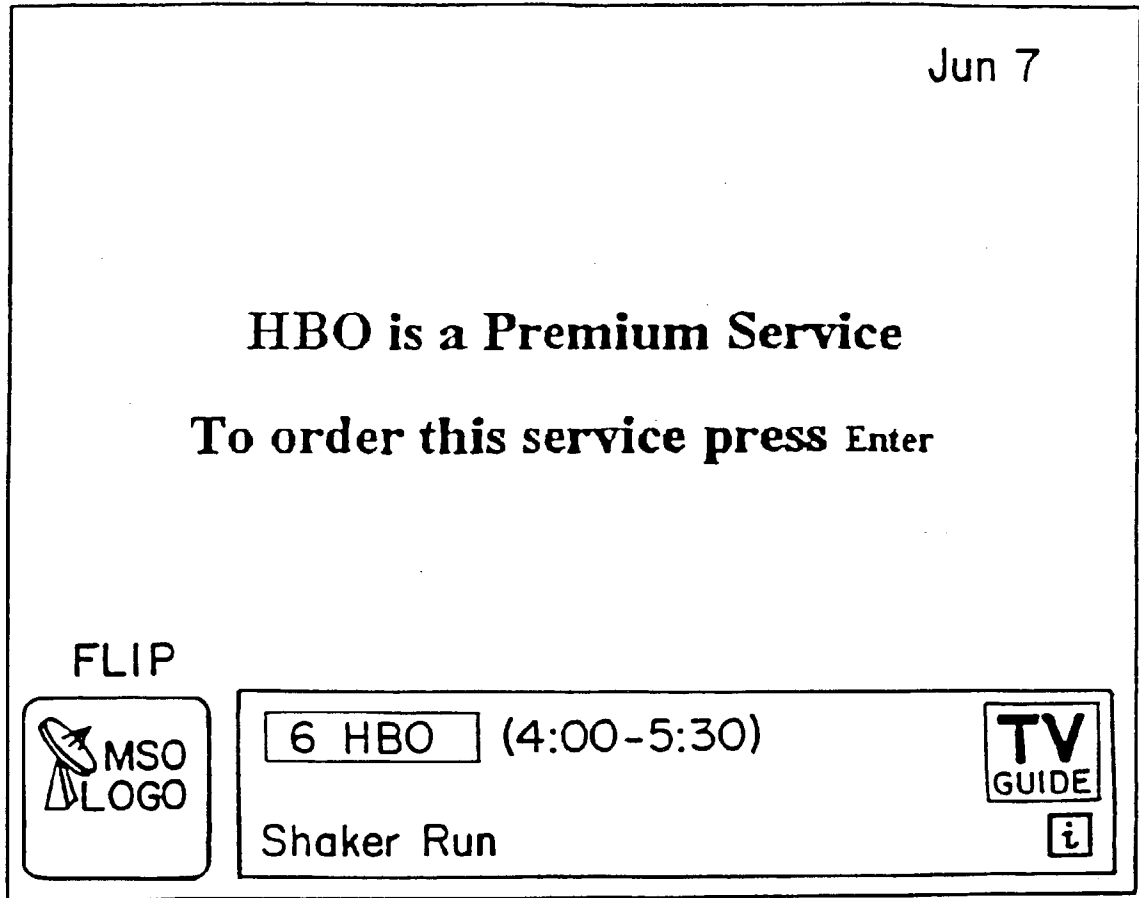 Jun 7
HBO is a Premium Service
To order this service press Enter
FLIP
MSO
LOGO
6 HBO (4:00-5:30)
TV
GUIDE
Shaker Run
i